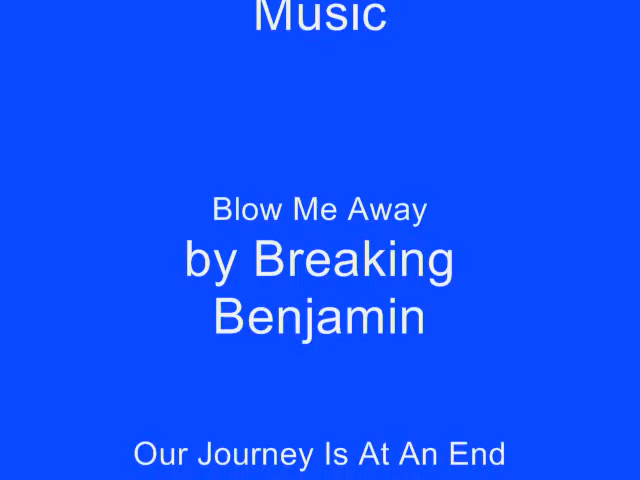 Music
Blow Me Away
by Breaking
Benjamin
Our Journey Is At An End